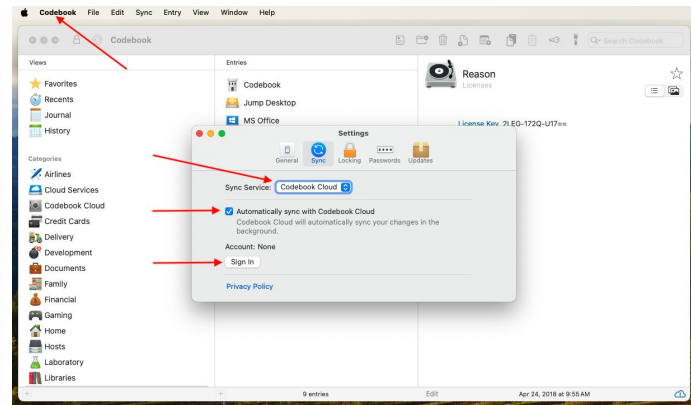 Codebook File Edit Sync Entry View Window Help
Codebook
Search Codebook
Views
Favorites
Recents
Journal
History
Categories
Airlines
Cloud Services
Codebook Cloud
Credit Cards
Delivery
Development
Documents
Family
Financial
Gaming
Home
Hosts
Laboratory
Libraries
Entries
Codebook
Jump Desktop
MS Office
9 entries
Reason
Licenses
License Key 2LEG-172Q-U17==
Edit
Apr 24, 2018 at 9:55 AM
Settings
General Sync Locking Passwords Updates
Sync Service: Codebook Cloud
Automatically sync with Codebook Cloud
Codebook Cloud will automatically sync your changes in the
background.
Account: None
Sign In
Privacy Policy